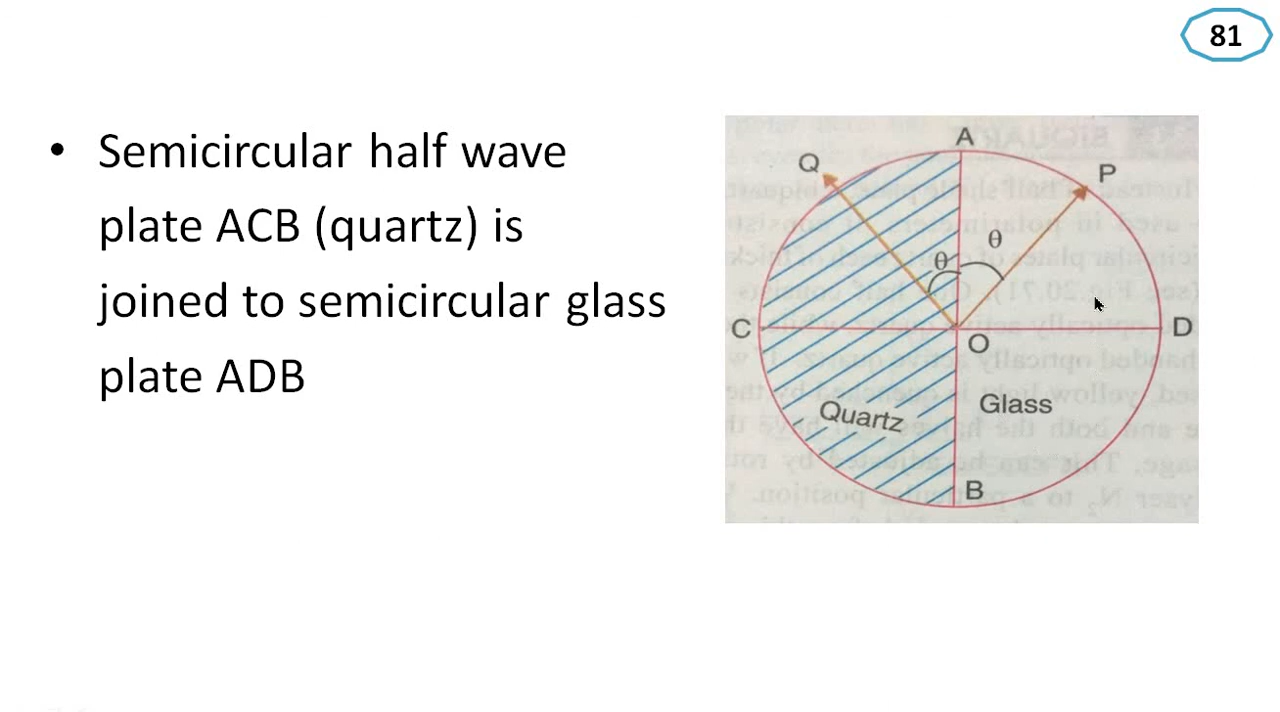 81
• Semicircular half wave
plate ACB (quartz) is
joined to semicircular glass
plate ADB
A
Q
P
θ
θ
C
O
D
Quartz
Glass
B